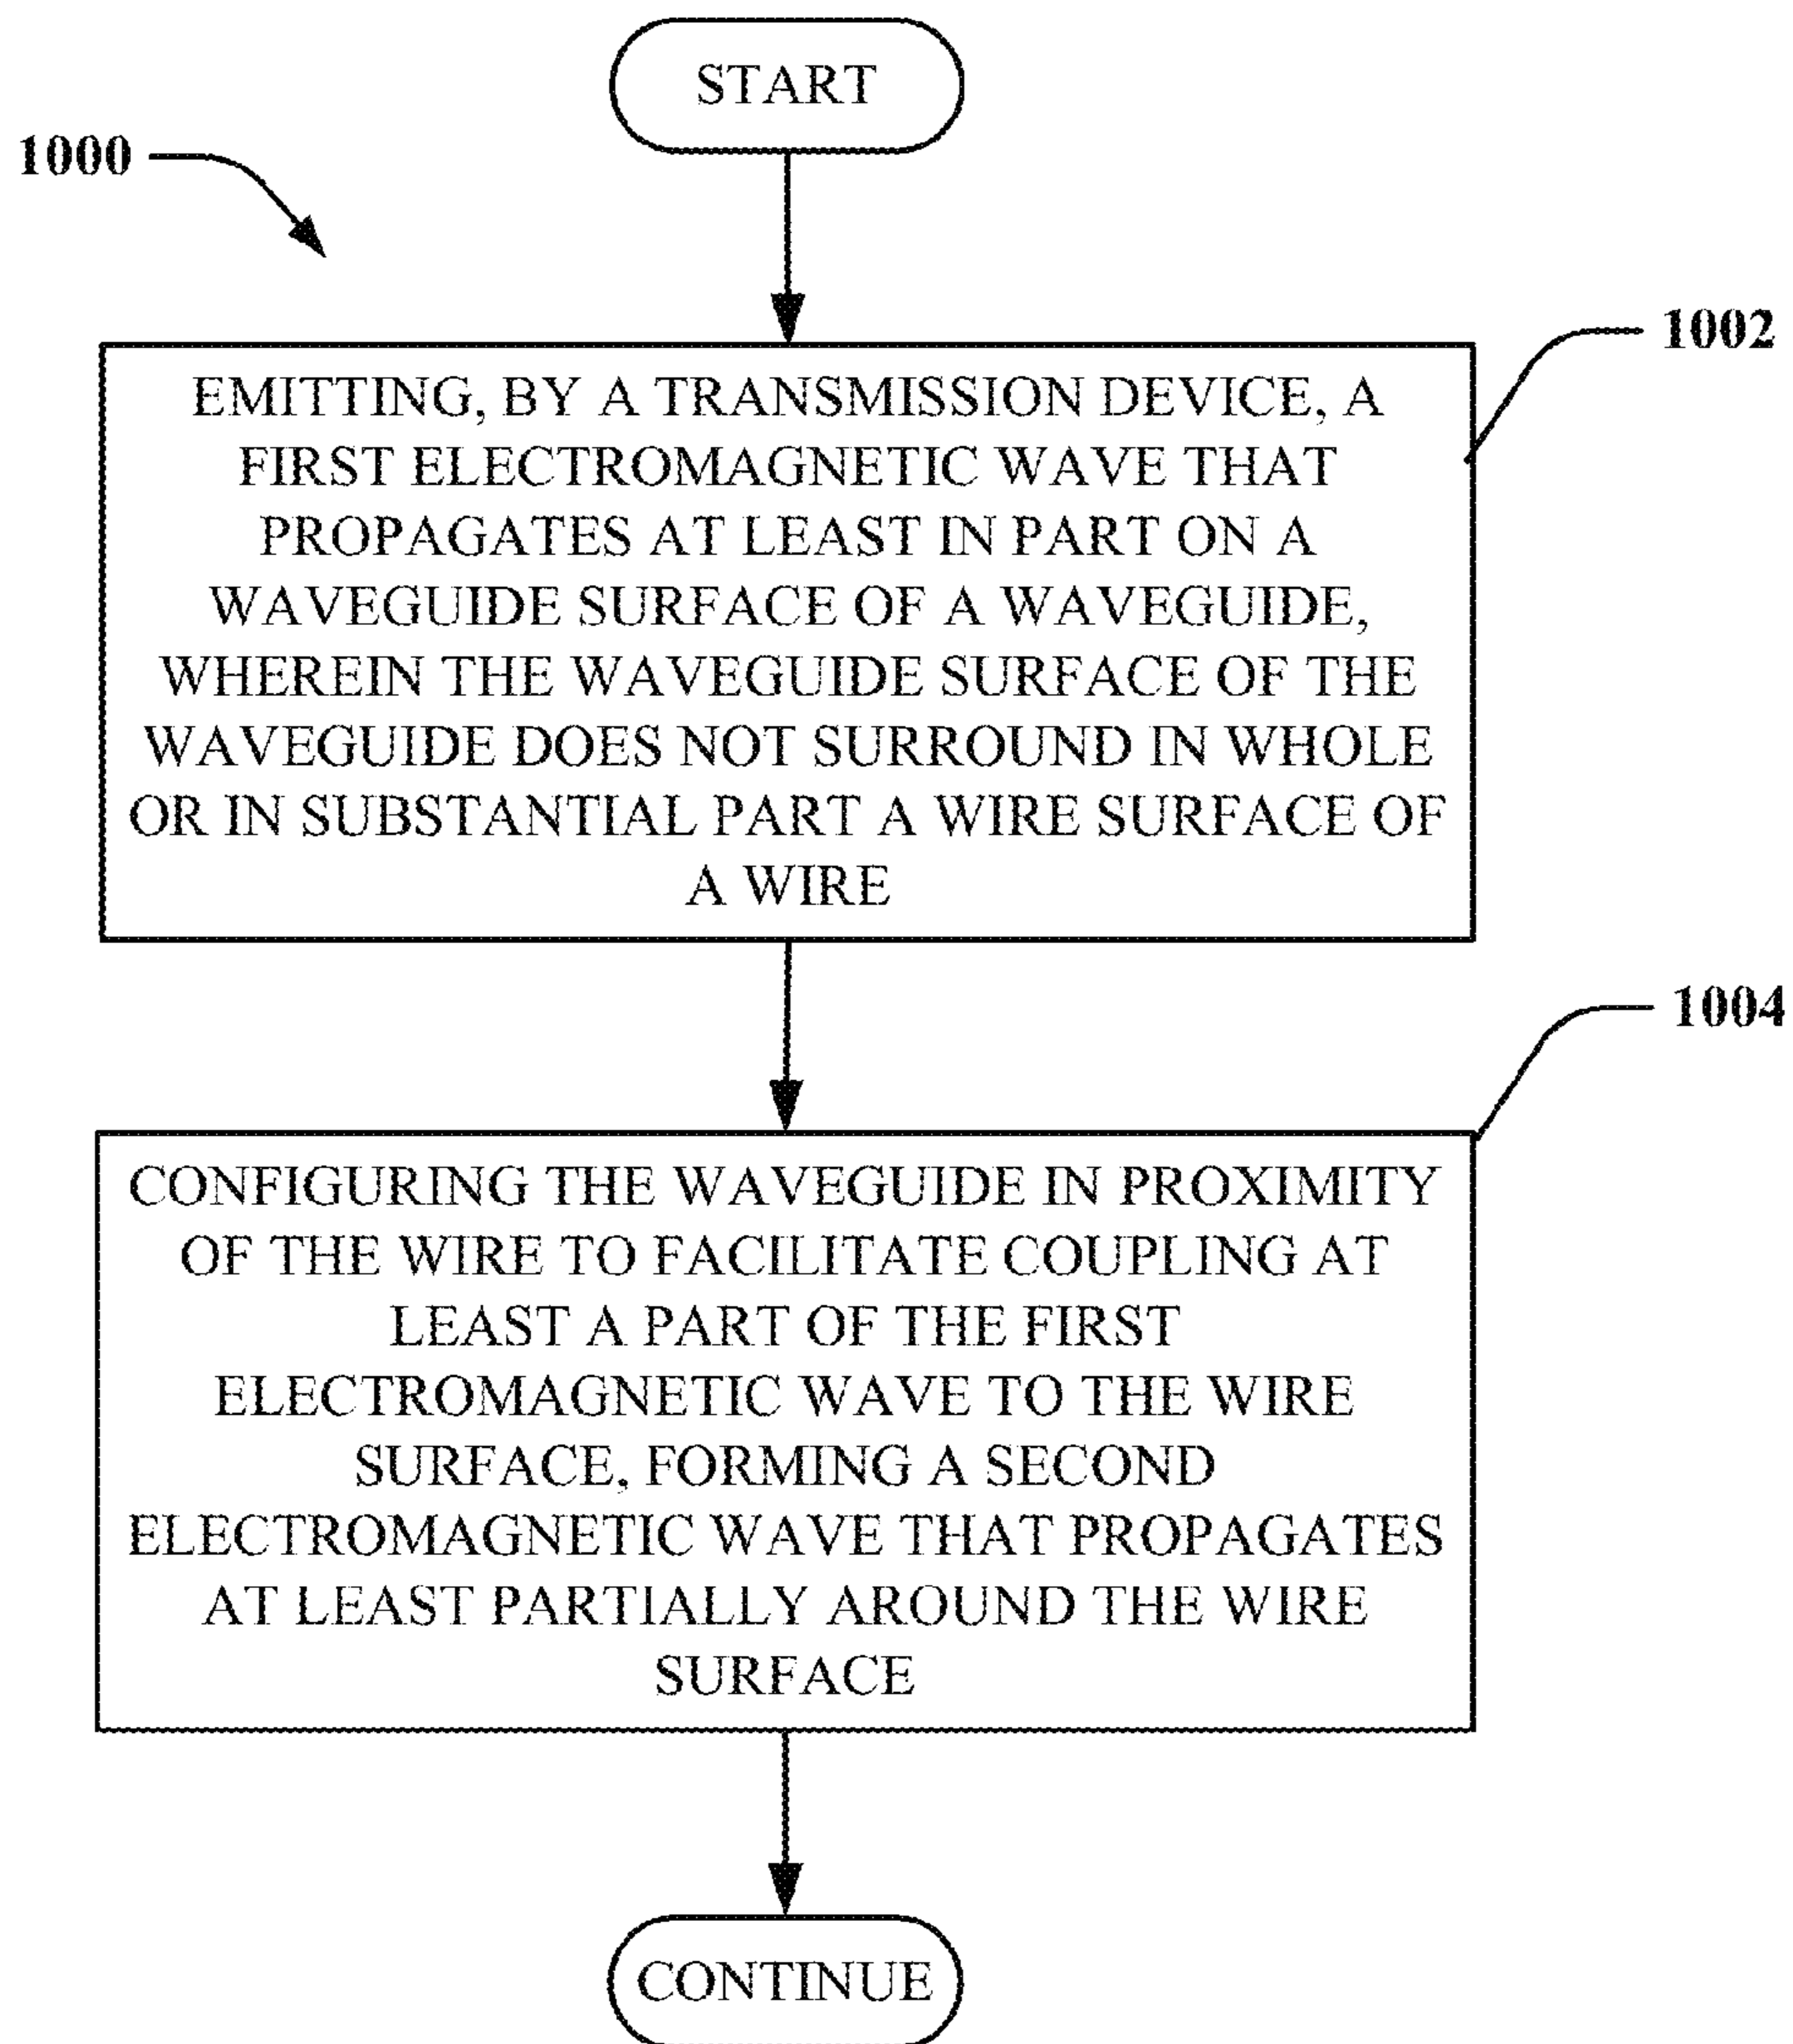 START
1000
1002
EMITTING, BY A TRANSMISSION DEVICE, A
FIRST ELECTROMAGNETIC WAVE THAT
PROPAGATES AT LEAST IN PART ON A
WAVEGUIDE SURFACE OF A WAVEGUIDE,
WHEREIN THE WAVEGUIDE SURFACE OF THE
WAVEGUIDE DOES NOT SURROUND IN WHOLE
OR IN SUBSTANTIAL PART A WIRE SURFACE OF
A WIRE
1004
CONFIGURING THE WAVEGUIDE IN PROXIMITY
OF THE WIRE TO FACILITATE COUPLING AT
LEAST A PART OF THE FIRST
ELECTROMAGNETIC WAVE TO THE WIRE
SURFACE, FORMING A SECOND
ELECTROMAGNETIC WAVE THAT PROPAGATES
AT LEAST PARTIALLY AROUND THE WIRE
SURFACE
CONTINUE